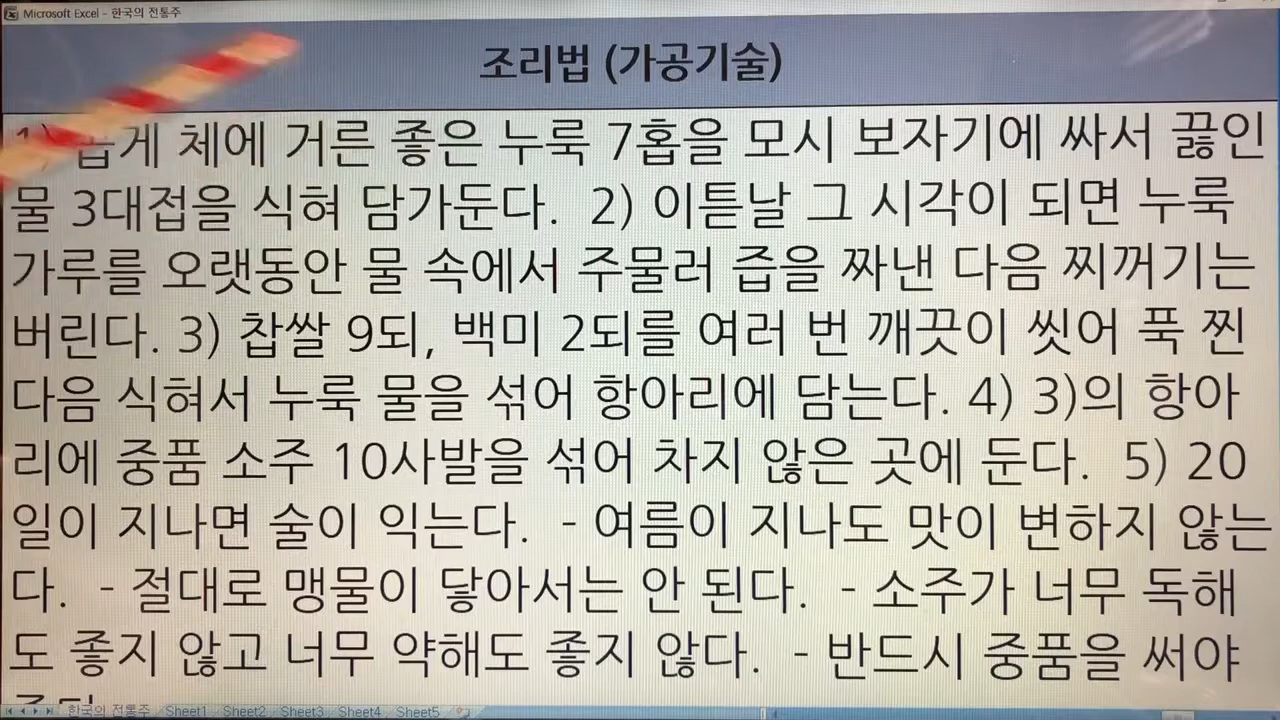 Microsoft Excel - 한국의 전통주
조리법 (가공기술)
1) 곱게 체에 거른 좋은 누룩 7홉을 모시 보자기에 싸서 끓인
물 3대접을 식혀 담가둔다. 2) 이튿날 그 시각이 되면 누룩
가루를 오랫동안 물 속에서 주물러 즙을 짜낸 다음 찌꺼기는
버린다. 3) 찹쌀 9되, 백미 2되를 여러 번 깨끗이 씻어 푹 찐
다음 식혀서 누룩 물을 섞어 항아리에 담는다. 4) 3)의 항아
리에 중품 소주 10사발을 섞어 차지 않은 곳에 둔다. 5) 20
일이 지나면 술이 익는다. - 여름이 지나도 맛이 변하지 않는
다. - 절대로 맹물이 닿아서는 안 된다. - 소주가 너무 독해
도 좋지 않고 너무 약해도 좋지 않다. - 반드시 중품을 써야
한국의 전통주 Sheet1 Sheet2 Sheet3 Sheet4 Sheet5